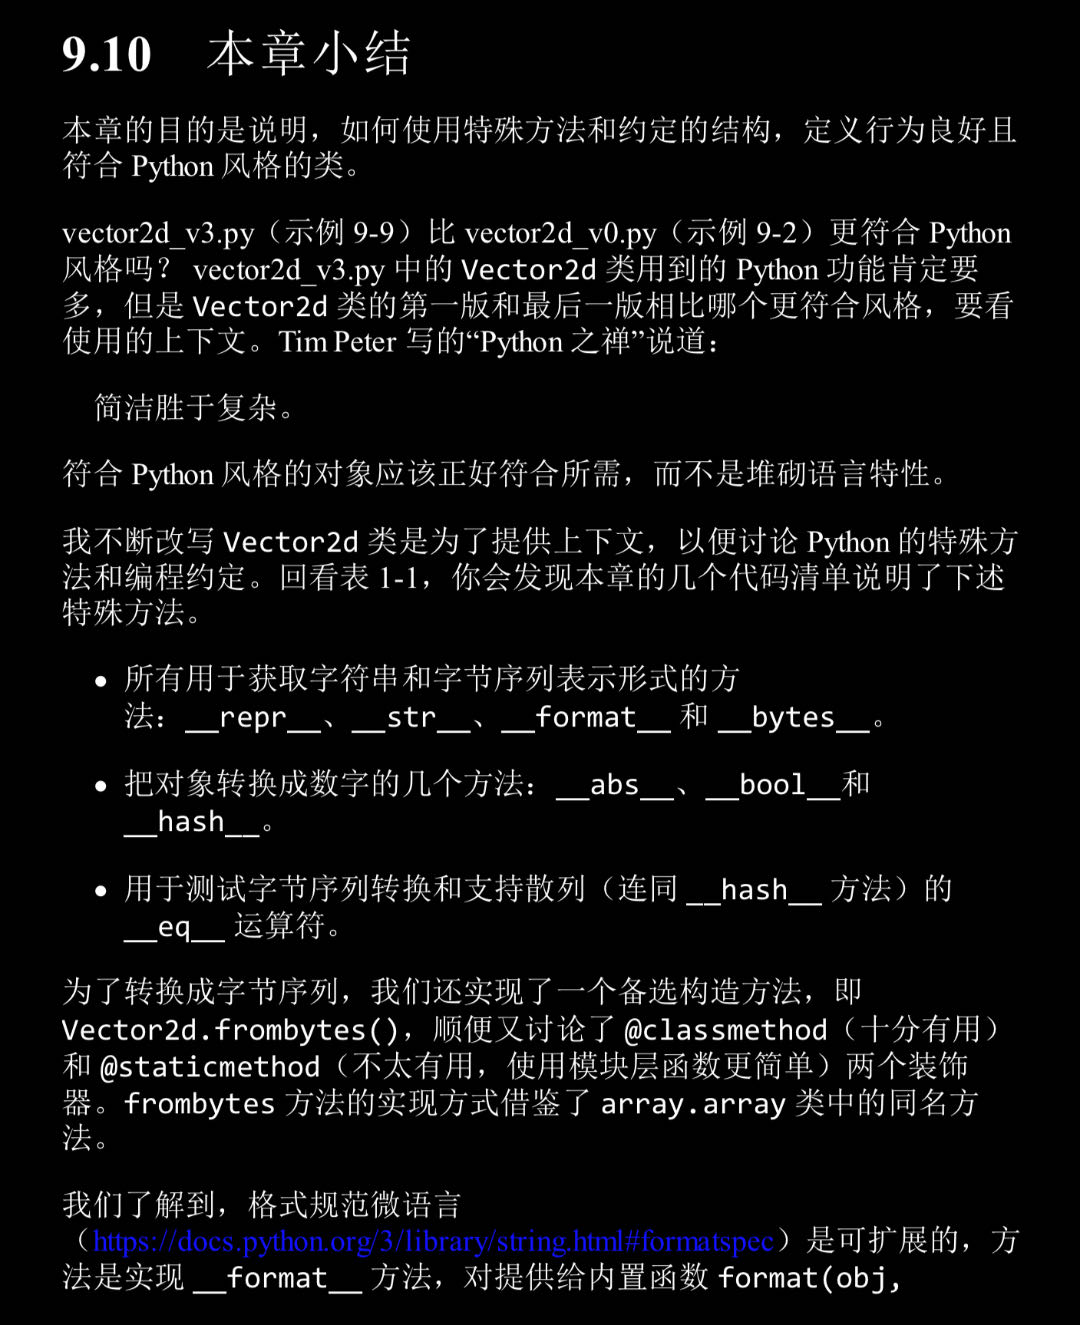 9.10 本章小结
本章的目的是说明，如何使用特殊方法和约定的结构，定义行为良好且
符合 Python 风格的类。
vector2d_v3.py（示例 9-9）比 vector2d_v0.py（示例 9-2）更符合 Python
风格吗？ vector2d_v3.py 中的 Vector2d 类用到的 Python 功能肯定要
多，但是 Vector2d 类的第一版和最后一版相比哪个更符合风格，要看
使用的上下文。Tim Peter 写的“Python 之禅”说道：
简洁胜于复杂。
符合 Python 风格的对象应该正好符合所需，而不是堆砌语言特性。
我不断改写 Vector2d 类是为了提供上下文，以便讨论 Python 的特殊方
法和编程约定。回看表 1-1，你会发现本章的几个代码清单说明了下述
特殊方法。
• 所有用于获取字符串和字节序列表示形式的方
法：__repr__、__str__、__format__ 和 __bytes__。
• 把对象转换成数字的几个方法：__abs__、__bool__和
__hash__。
• 用于测试字节序列转换和支持散列（连同 __hash__ 方法）的
__eq__ 运算符。
为了转换成字节序列，我们还实现了一个备选构造方法，即
Vector2d.frombytes()，顺便又讨论了 @classmethod（十分有用）
和 @staticmethod（不太有用，使用模块层函数更简单）两个装饰
器。frombytes 方法的实现方式借鉴了 array.array 类中的同名方
法。
我们了解到，格式规范微语言
（https://docs.python.org/3/library/string.html#formatspec）是可扩展的，方
法是实现 __format__ 方法，对提供给内置函数 format(obj,